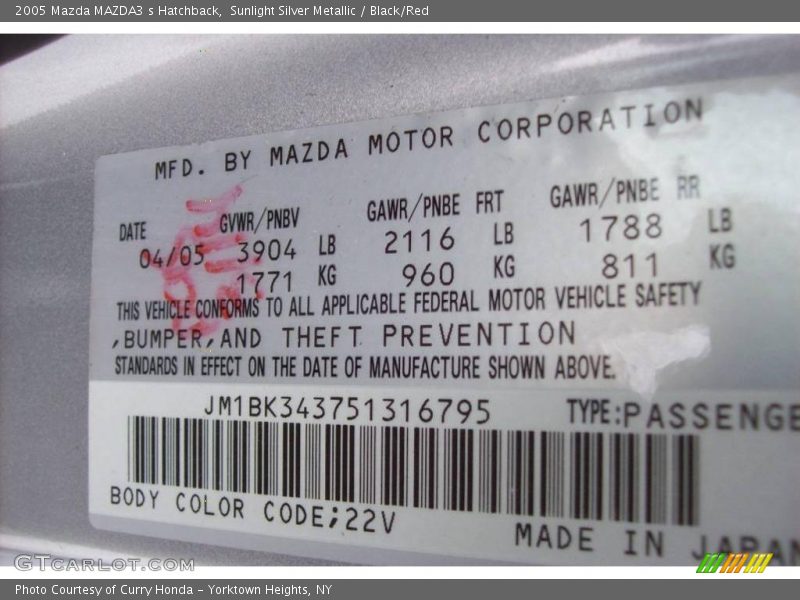 2005 Mazda MAZDA3 s Hatchback,  Sunlight Silver Metallic / Black/Red
MFD. BY MAZDA MOTOR CORPORATION
DATE GVWR/PNBV GAWR/PNBE FRT GAWR/PNBE RR
04/05 3904 LB 2116 LB 1788 LB
1771 KG 960 KG 811 KG
THIS VEHICLE CONFORMS TO ALL APPLICABLE FEDERAL MOTOR VEHICLE SAFETY
,BUMPER,AND THEFT PREVENTION
STANDARDS IN EFFECT ON THE DATE OF MANUFACTURE SHOWN ABOVE.
JM1BK343751316795 TYPE:PASSENGE
BODY COLOR CODE;22V
MADE IN JAPAN
GTCARLOT.COM
Photo Courtesy of Curry Honda - Yorktown Heights, NY